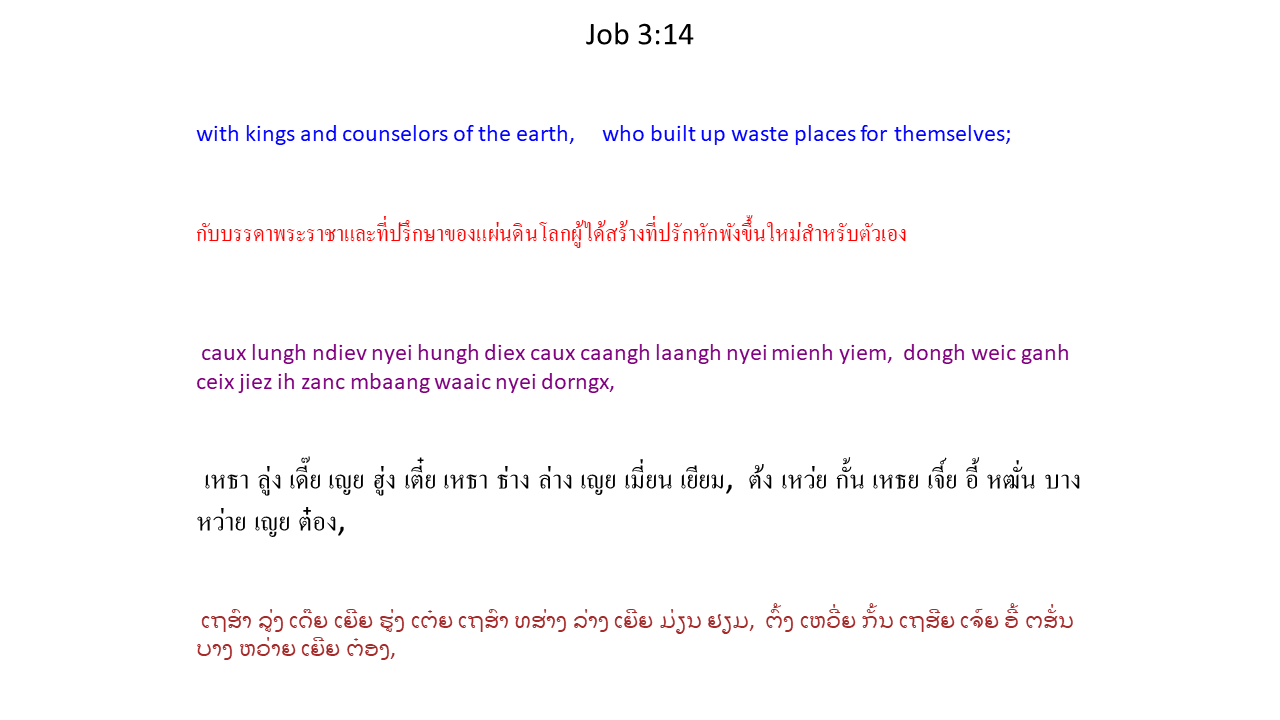 Job 3:14
with kings and counselors of the earth, who built up waste places for themselves;
กับบรรดาพระราชาและที่ปรึกษาของแผ่นดินโลกผู้ได้สร้างที่ปรักหักพังขึ้นใหม่สำหรับตัวเอง
caux lungh ndiev nyei hungh diex caux caangh laangh nyei mienh yiem, dongh weic ganh
ceix jiez ih zanc mbaang waaic nyei dorngx,
เหธา ลู่ง เดี๊ย เญย ฮู่ง เตี๋ย เหธา ธ่าง ล่าง เญย เมี่ยน เยียม, ต้ง เหว่ย กั้น เหธย เจี์ย อี้ หฒั่น บาง
หว่าย เญย ต๋อง,
ເຖສົາ ລູ່ງ ເດ๊ຍ ເຍີຍ ຮູ່ງ ເຕ໋ຍ ເຖສົາ ທສ່າງ ລ່າງ ເຍີຍ ມ່ຽນ ຢຽມ, ຕົ້ງ ເຫວີ່ຍ ກັ້ນ ເຖສີຍ ເຈ໌ຍ ອີ້ ຕສັ່ນ
ບາງ ຫວ່າຍ ເຍີຍ ຕ໋ອງ,